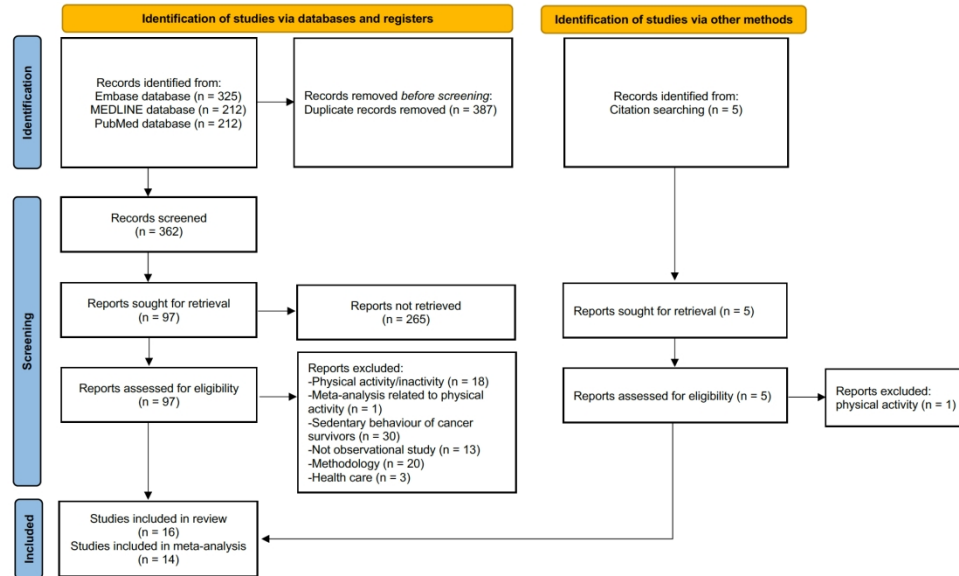 Identification of studies via databases and registers
Identification of studies via other methods
Identification
Records identified from:
Embase database (n = 325)
MEDLINE database (n = 212)
PubMed database (n = 212)
Records removed before screening:
Duplicate records removed (n = 387)
Records identified from:
Citation searching (n = 5)
Screening
Records screened
(n = 362)
Reports sought for retrieval
(n = 97)
Reports not retrieved
(n = 265)
Reports sought for retrieval (n = 5)
Reports assessed for eligibility
(n = 97)
Reports excluded:
-Physical activity/inactivity (n = 18)
-Meta-analysis related to physical
activity (n = 1)
-Sedentary behaviour of cancer
survivors (n = 30)
-Not observational study (n = 13)
-Methodology (n = 20)
-Health care (n = 3)
Reports assessed for eligibility (n = 5)
Reports excluded:
physical activity (n = 1)
Included
Studies included in review
(n = 16)
Studies included in meta-analysis
(n = 14)